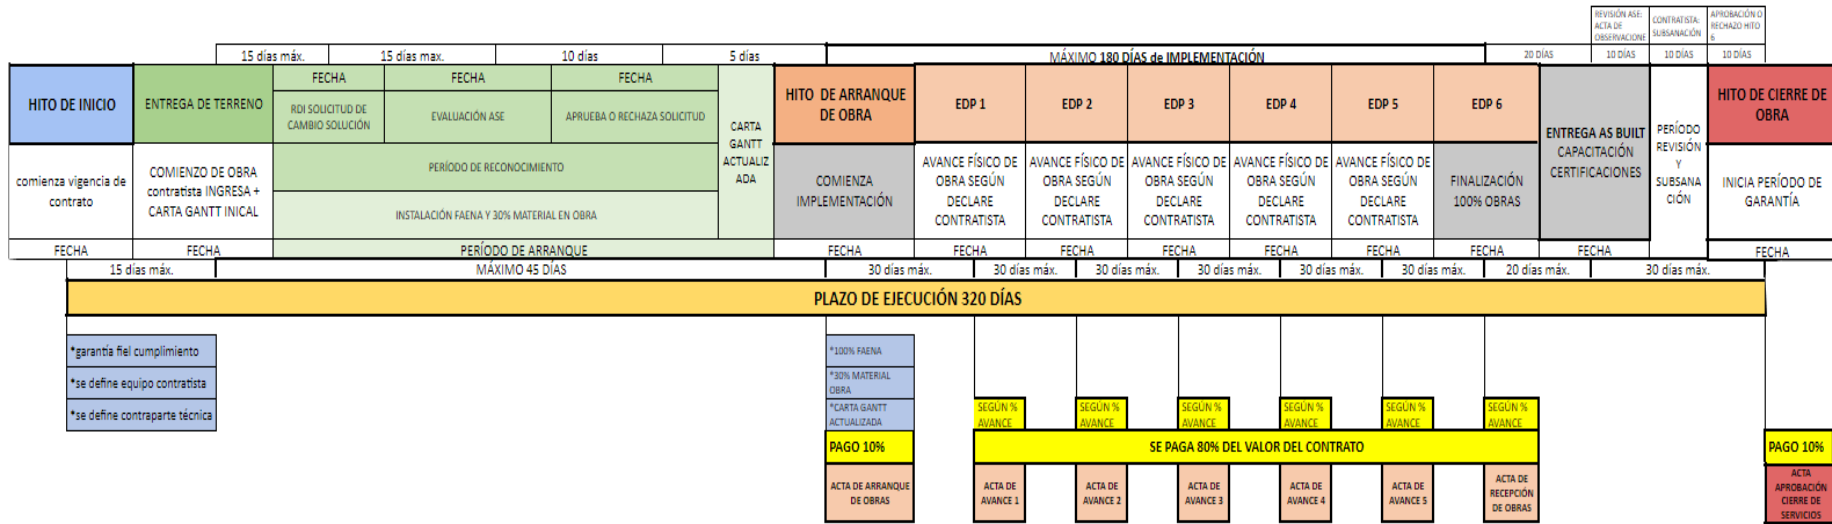 REVISIÓN ASE:
ACTA DE
OBSERVACIONE
CONTRATISTA:
SUBSANACIÓN
APROBACIÓN O
RECHAZO HITO
6
15 días máx.
15 días max.
10 días
5 días
MÁXIMO 180 DÍAS de IMPLEMENTACIÓN
20 DÍAS
10 DÍAS
10 DÍAS
10 DÍAS
HITO DE INICIO
ENTREGA DE TERRENO
FECHA
FECHA
FECHA
RDI SOLICITUD DE
CAMBIO SOLUCIÓN
EVALUACIÓN ASE
APRUEBA O RECHAZA SOLICITUD
CARTA
GANTT
ACTUALIZ
ADA
HITO DE ARRANQUE
DE OBRA
EDP 1
EDP 2
EDP 3
EDP 4
EDP 5
EDP 6
ENTREGA AS BUILT
CAPACITACIÓN
CERTIFICACIONES
PERÍODO
REVISIÓN
Y
SUBSANA
CIÓN
HITO DE CIERRE DE
OBRA
comienza vigencia de
contrato
COMIENZO DE OBRA
contratista INGRESA +
CARTA GANTT INICAL
PERÍODO DE RECONOCIMIENTO
INSTALACIÓN FAENA Y 30% MATERIAL EN OBRA
COMIENZA
IMPLEMENTACIÓN
AVANCE FÍSICO DE
OBRA SEGÚN
DECLARE
CONTRATISTA
AVANCE FÍSICO DE
OBRA SEGÚN
DECLARE
CONTRATISTA
AVANCE FÍSICO DE
OBRA SEGÚN
DECLARE
CONTRATISTA
AVANCE FÍSICO DE
OBRA SEGÚN
DECLARE
CONTRATISTA
AVANCE FÍSICO DE
OBRA SEGÚN
DECLARE
CONTRATISTA
FINALIZACIÓN
100% OBRAS
INICIA PERÍODO DE
GARANTÍA
FECHA
FECHA
PERÍODO DE ARRANQUE
FECHA
FECHA
FECHA
FECHA
FECHA
FECHA
FECHA
FECHA
FECHA
15 días máx.
MÁXIMO 45 DÍAS
30 días máx.
30 días máx.
30 días máx.
30 días máx.
30 días máx.
30 días máx.
20 días máx.
30 días máx.
PLAZO DE EJECUCIÓN 320 DÍAS
*garantía fiel cumplimiento
*se define equipo contratista
*se define contraparte técnica
*100% FAENA
*30% MATERIAL
OBRA
*CARTA GANTT
ACTUALIZADA
SEGÚN %
AVANCE
SEGÚN %
AVANCE
SEGÚN %
AVANCE
SEGÚN %
AVANCE
SEGÚN %
AVANCE
SEGÚN %
AVANCE
PAGO 10%
SE PAGA 80% DEL VALOR DEL CONTRATO
PAGO 10%
ACTA DE ARRANQUE
DE OBRAS
ACTA DE
AVANCE 1
ACTA DE
AVANCE 2
ACTA DE
AVANCE 3
ACTA DE
AVANCE 4
ACTA DE
AVANCE 5
ACTA DE
RECEPCIÓN
DE OBRAS
ACTA
APROBACIÓN
CIERRE DE
SERVICIOS